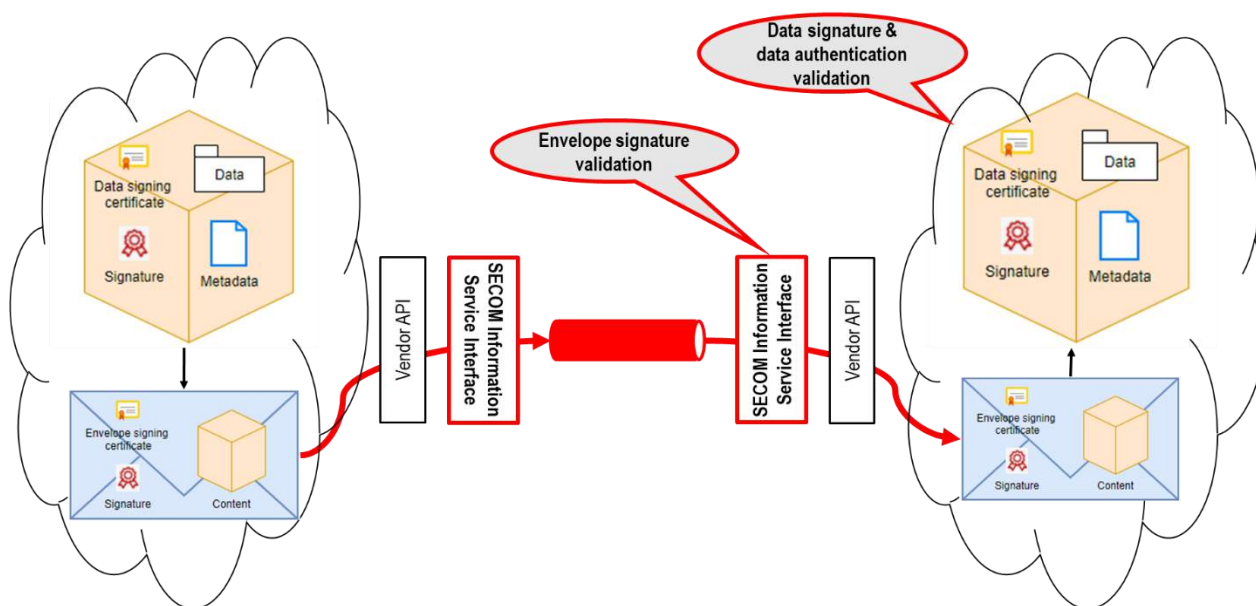 Data signature &
data authentication
validation
Envelope signature
validation
Data signing
certificate
Data
Signature
Metadata
Vendor API
SECOM Information
Service Interface
Envelope signing
certificate
Signature
Content
SECOM Information
Service Interface
Vendor API
Data signing
certificate
Data
Signature
Metadata
Envelope signing
certificate
Signature
Content